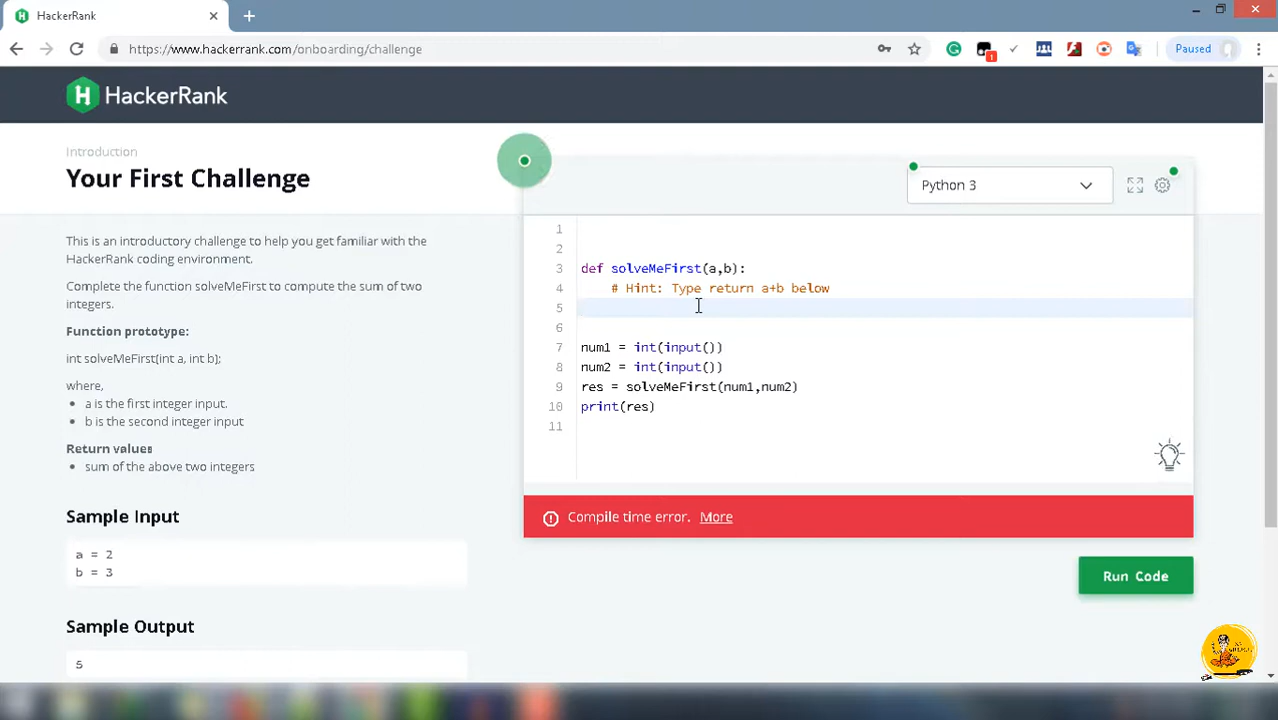 HackerRank
https://www.hackerrank.com/onboarding/challenge
1
Paused
H HackerRank
Introduction
Your First Challenge
This is an introductory challenge to help you get familiar with the
HackerRank coding environment.
Complete the function solveMeFirst to compute the sum of two
integers.
Function prototype:
int solveMeFirst(int a, int b);
where,
a is the first integer input.
b is the second integer input
Return values
sum of the above two integers
Sample Input
a = 2
b = 3
Sample Output
5
Python 3
1
2
3 def solveMeFirst(a,b):
4 # Hint: Type return a+b below
5
6
7 num1 = int(input())
8 num2 = int(input())
9 res = solveMeFirst(num1,num2)
10 print(res)
11
Compile time error. More
Run Code